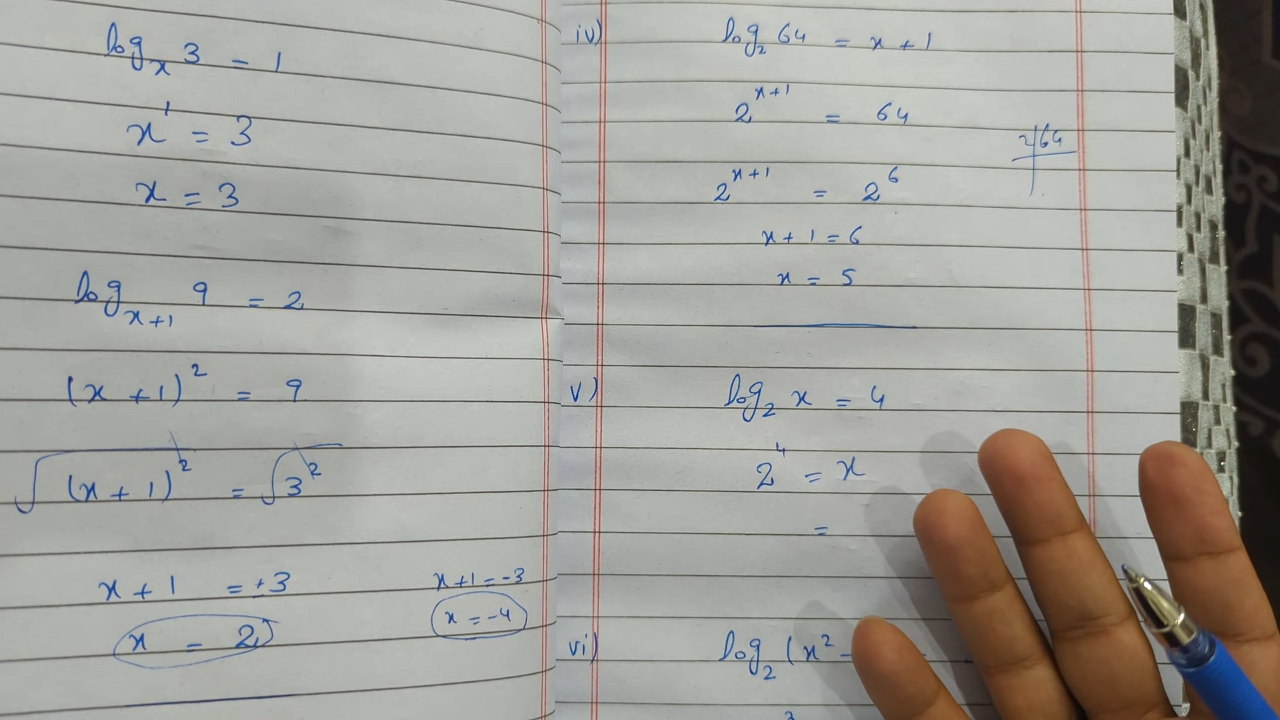 log_x 3 - 1
x^1 = 3
x = 3
log_{x+1} 9 = 2
(x + 1)^2 = 9
√(x + 1)^2 = √3^2
x + 1 = +3
x+1 = -3
x - 2
x = -4
iv) log_2 64 = x + 1
2^{x+1} = 64
2 64
2^{x+1} = 2^6
x + 1 = 6
x = 5
v) log_2 x = 4
2^4 = x
=
vi) log_2 (x^2 -
3